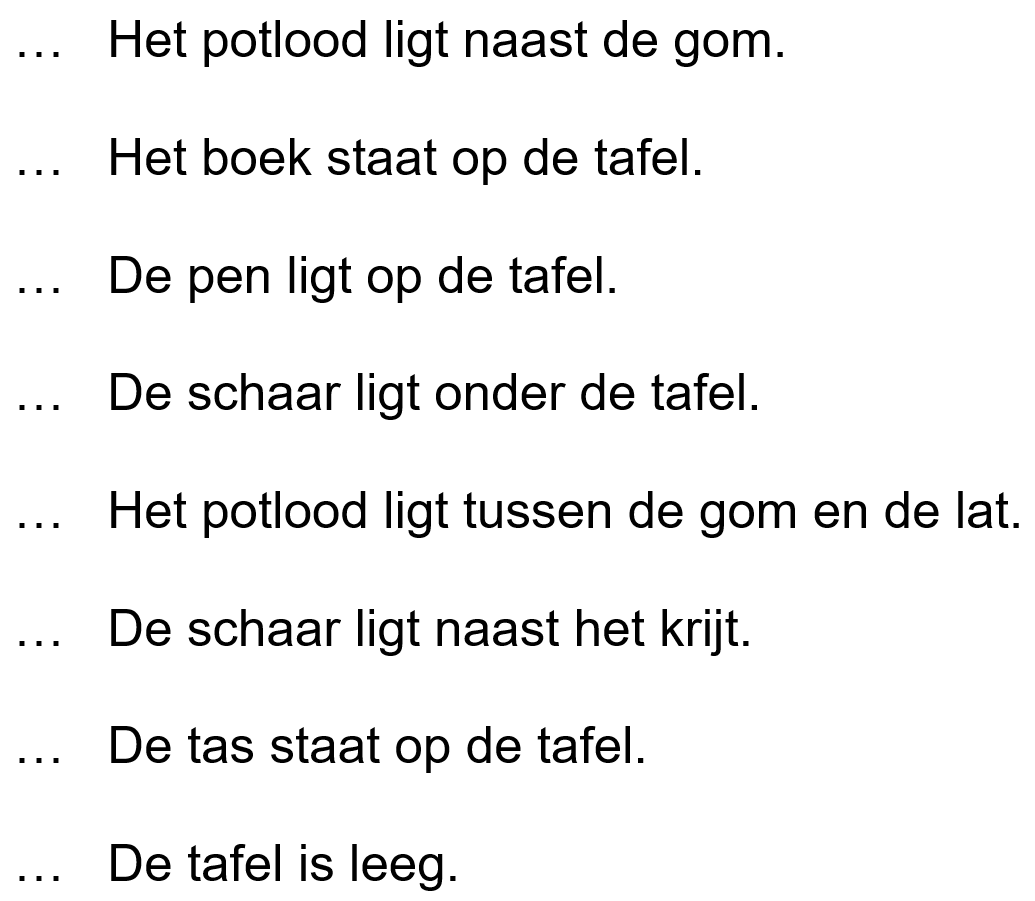 … Het potlood ligt naast de gom.
… Het boek staat op de tafel.
… De pen ligt op de tafel.
… De schaar ligt onder de tafel.
… Het potlood ligt tussen de gom en de lat.
… De schaar ligt naast het krijt.
… De tas staat op de tafel.
… De tafel is leeg.